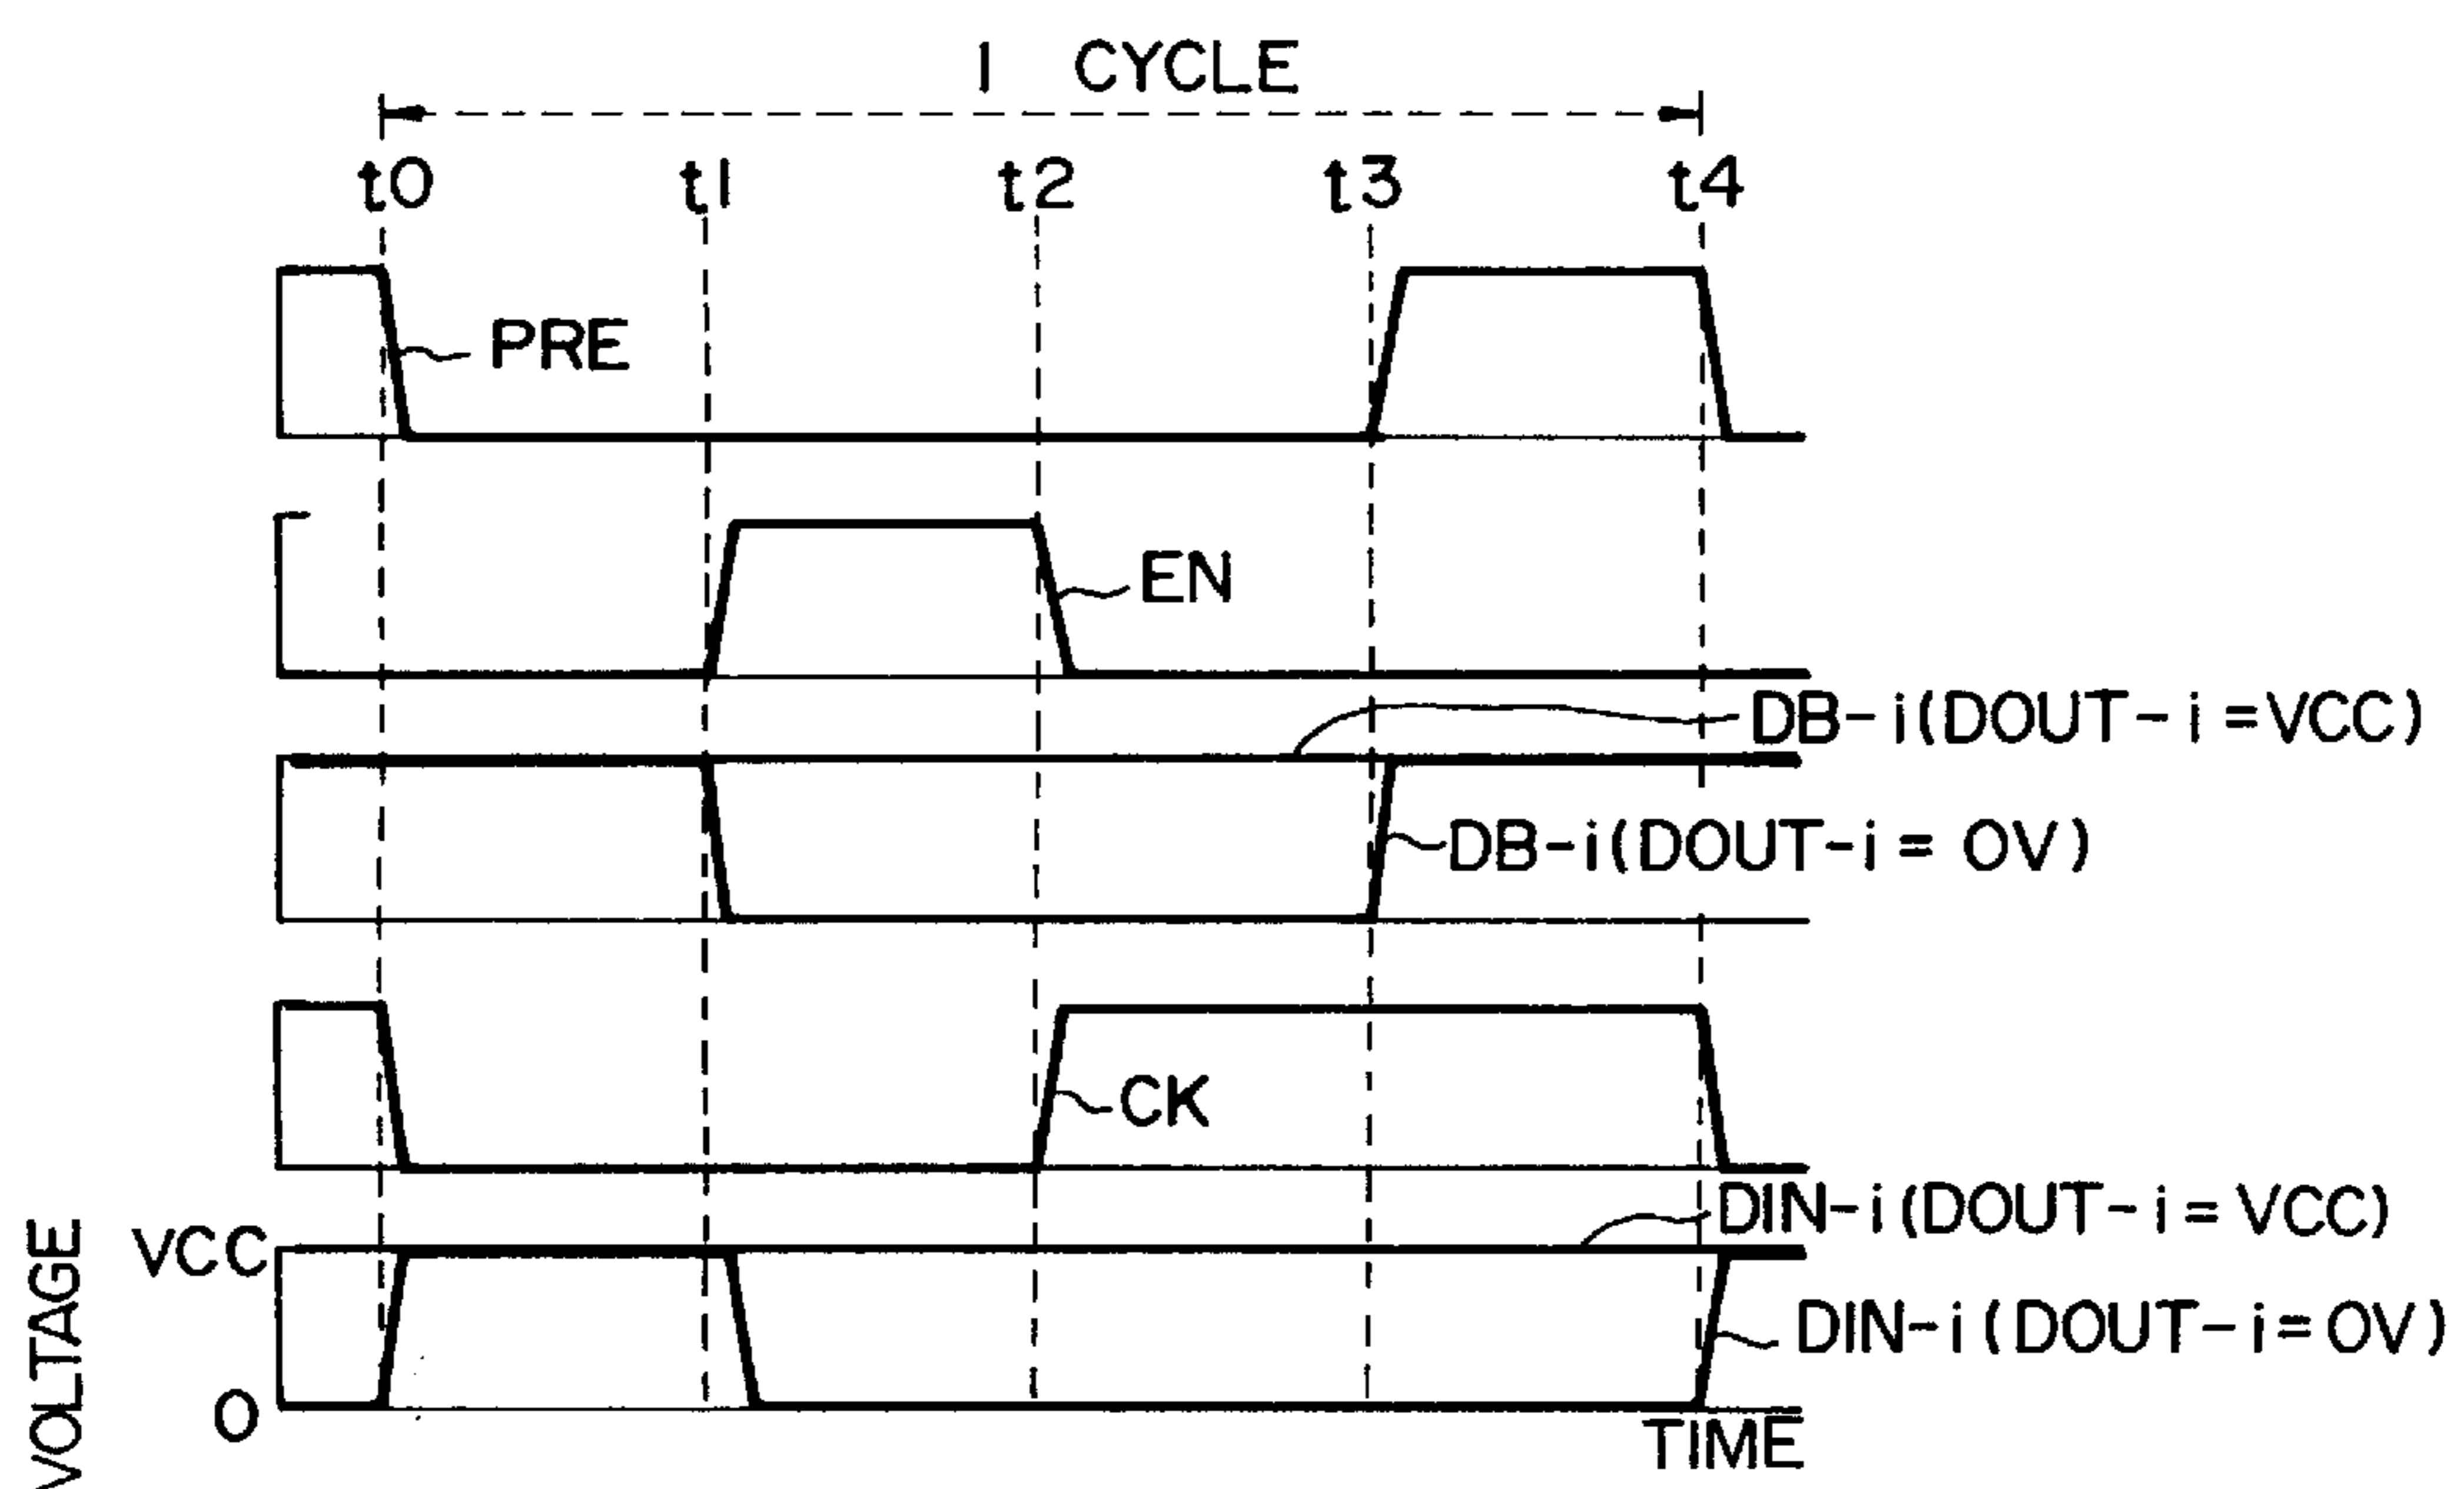 1 CYCLE
t0 t1 t2 t3 t4
PRE
EN
DB-i(DOUT-i=VCC)
DB-i(DOUT-i= 0V)
CK
DIN-i(DOUT-i=VCC)
VCC
DIN-i(DOUT-i=0V)
0
TIME
VOLTAGE